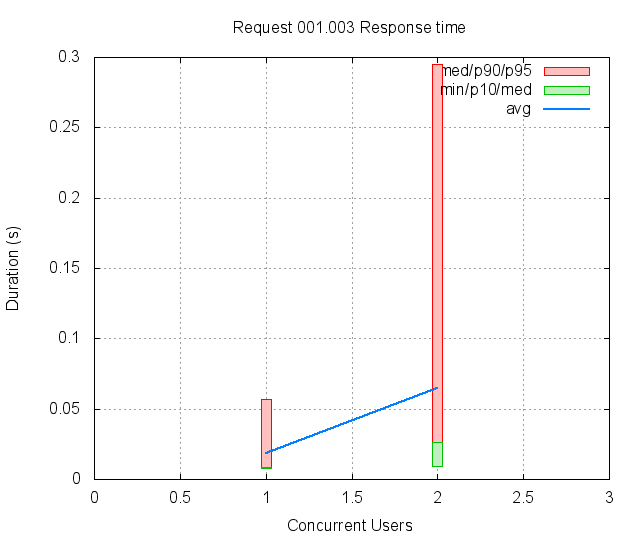 Request 001.003 Response time
med/p90/p95
min/p10/med
avg
0.3
0.25
0.2
0.15
0.1
0.05
0
Duration (s)
0 0.5 1 1.5 2 2.5 3
Concurrent Users